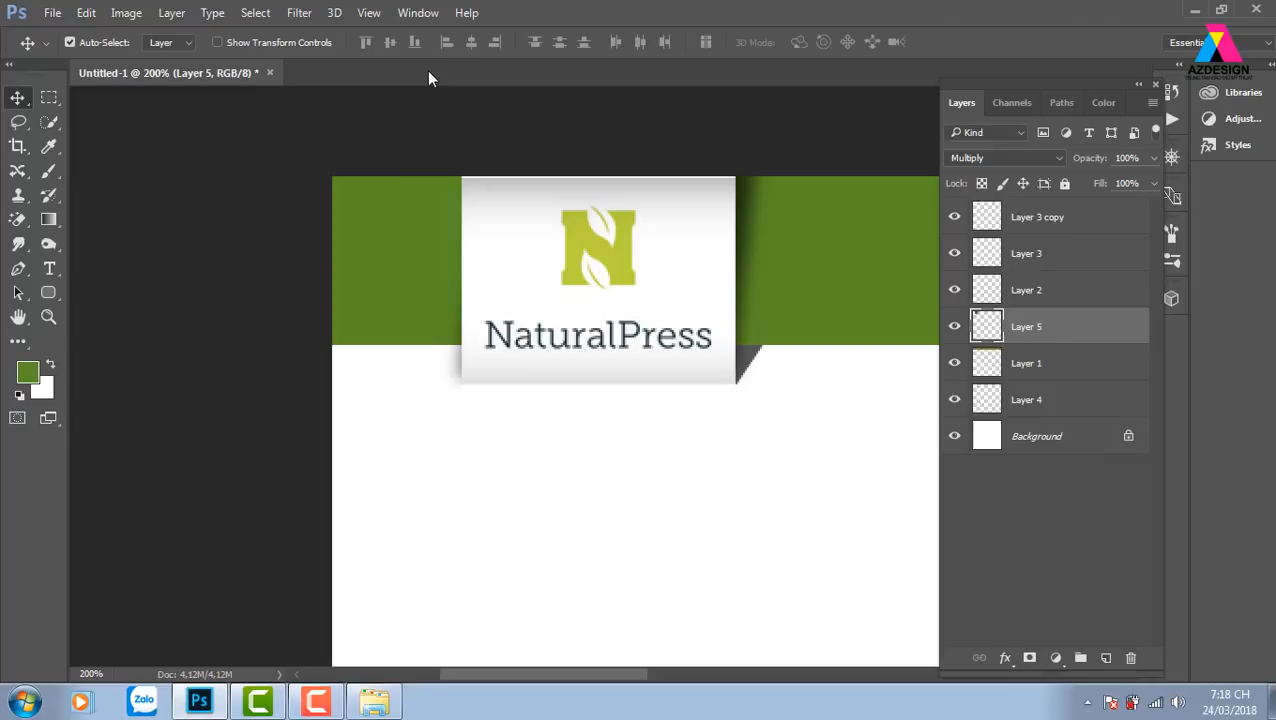 Ps File Edit Image Layer Type Select Filter 3D View Window Help
Auto-Select: Layer Show Transform Controls 3D Mode: Essentia
AZDESIGN
Untitled-1 @ 200% (Layer 5, RGB/8) * ×
Layers Channels Paths Color
Libraries
Adjust...
Styles
Kind
Multiply Opacity: 100%
Lock: Fill: 100%
Layer 3 copy
Layer 3
Layer 2
Layer 5
Layer 1
Layer 4
Background
N
NaturalPress
200% Doc: 4,12M/4,12M
Zalo Ps
7:18 CH
24/03/2018